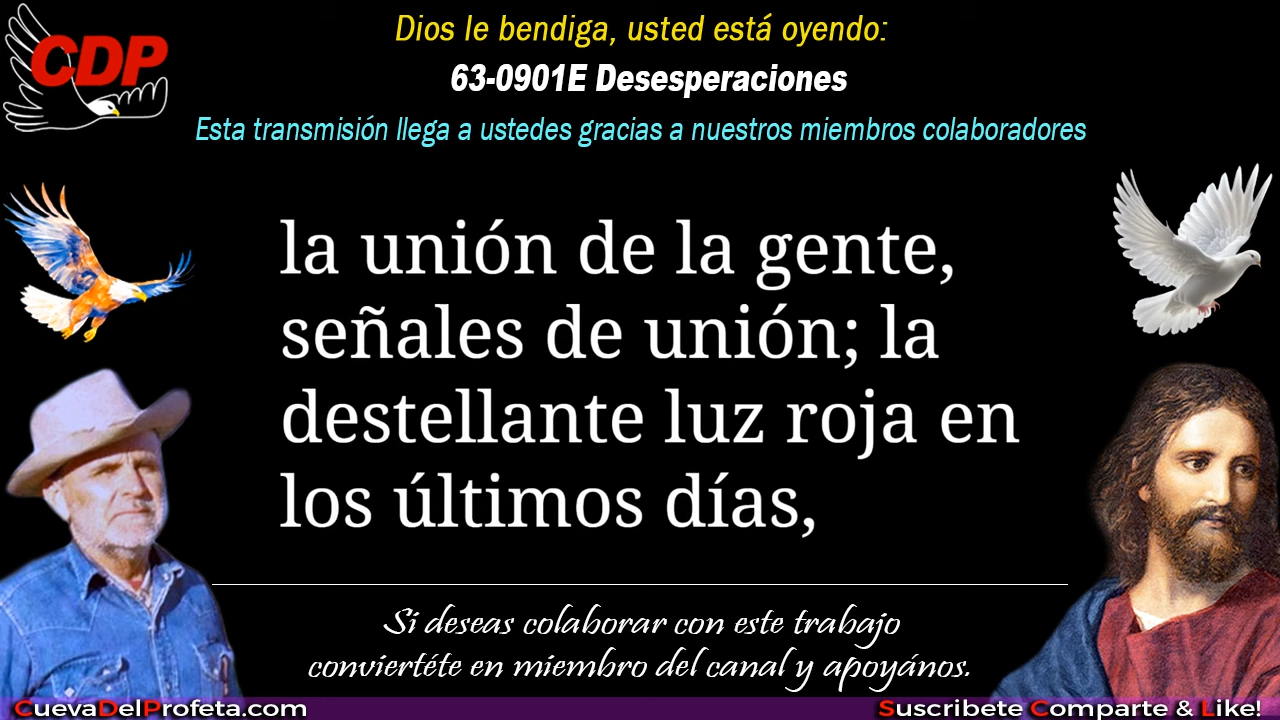 CDP
Dios le bendiga, usted está oyendo:
63-0901E Desesperaciones
Esta transmisión llega a ustedes gracias a nuestros miembros colaboradores
la unión de la gente,
señales de unión; la
destellante luz roja en
los últimos días,
Si deseas colaborar con este trabajo
conviertéte en miembro del canal y apoyános.
CuevaDelProfeta.com
Suscribete Comparte & Like!